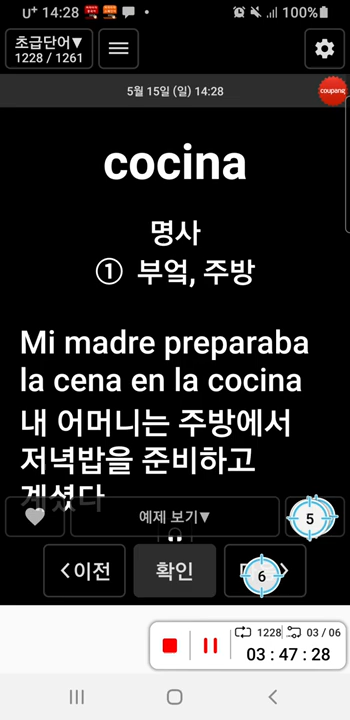 U+ 14:28
100%
초급단어▼
1228 / 1261
5월 15일 (일) 14:28
coupang
cocina
명사
① 부엌, 주방
Mi madre preparaba
la cena en la cocina
내 어머니는 주방에서
저녁밥을 준비하고
계셨다
예제 보기▼
5
<이전
확인
6
>
1228
03 / 06
03 : 47 : 28